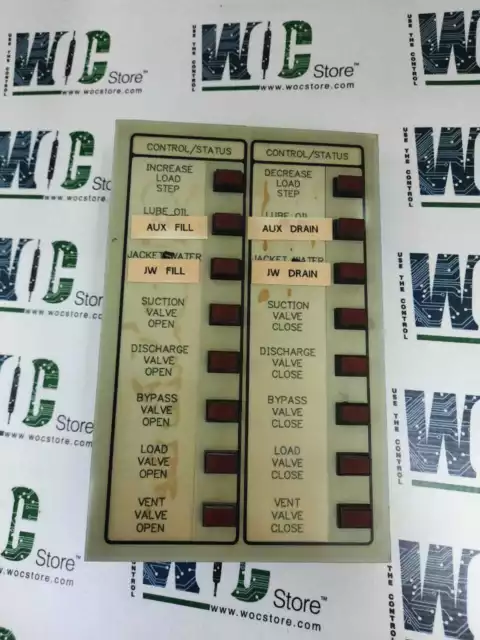 USE THE CONTROL
WOC
Store™
www.wocstore.com
CONTROL/STATUS
INCREASE
LOAD
STEP
LUBE OIL
AUX FILL
JACKET WATER
JW FILL
SUCTION
VALVE
OPEN
DISCHARGE
VALVE
OPEN
BYPASS
VALVE
OPEN
LOAD
VALVE
OPEN
VENT
VALVE
OPEN
CONTROL/STATUS
DECREASE
LOAD
STEP
LUBE OIL
AUX DRAIN
JACKET WATER
JW DRAIN
SUCTION
VALVE
CLOSE
DISCHARGE
VALVE
CLOSE
BYPASS
VALVE
CLOSE
LOAD
VALVE
CLOSE
VENT
VALVE
CLOSE